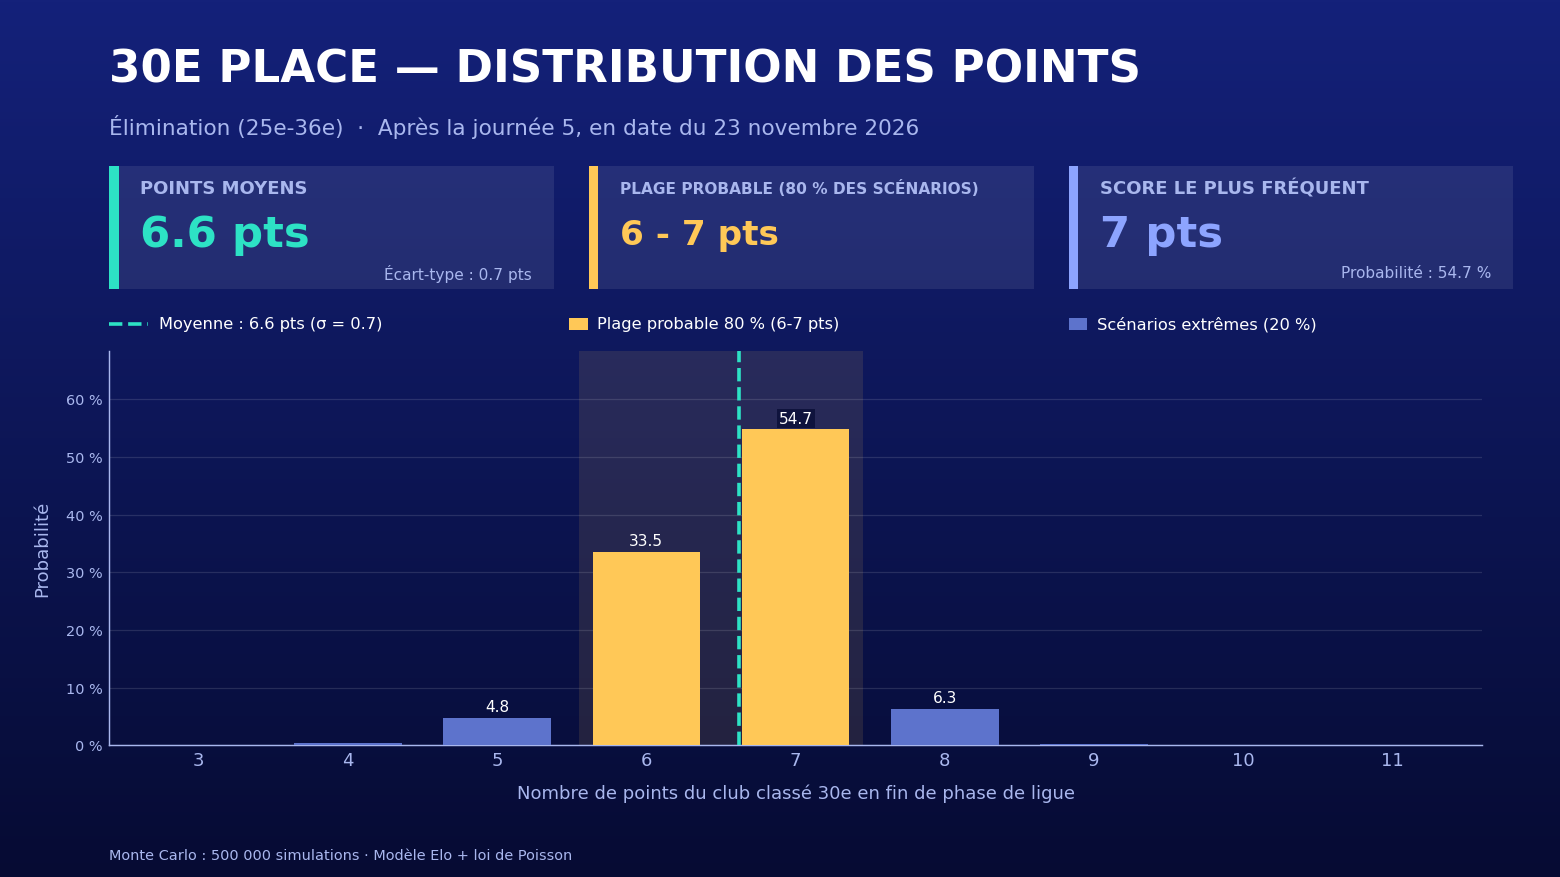 30E PLACE — DISTRIBUTION DES POINTS
Élimination (25e-36e) · Après la journée 5, en date du 23 novembre 2026
POINTS MOYENS
6.6 pts
Écart-type : 0.7 pts
PLAGE PROBABLE (80 % DES SCÉNARIOS)
6 - 7 pts
SCORE LE PLUS FRÉQUENT
7 pts
Probabilité : 54.7 %
Moyenne : 6.6 pts (σ = 0.7)
Plage probable 80 % (6-7 pts)
Scénarios extrêmes (20 %)
Probabilité
60 %
50 %
40 %
30 %
20 %
10 %
0 %
4.8
33.5
54.7
6.3
3 4 5 6 7 8 9 10 11
Nombre de points du club classé 30e en fin de phase de ligue
Monte Carlo : 500 000 simulations · Modèle Elo + loi de Poisson